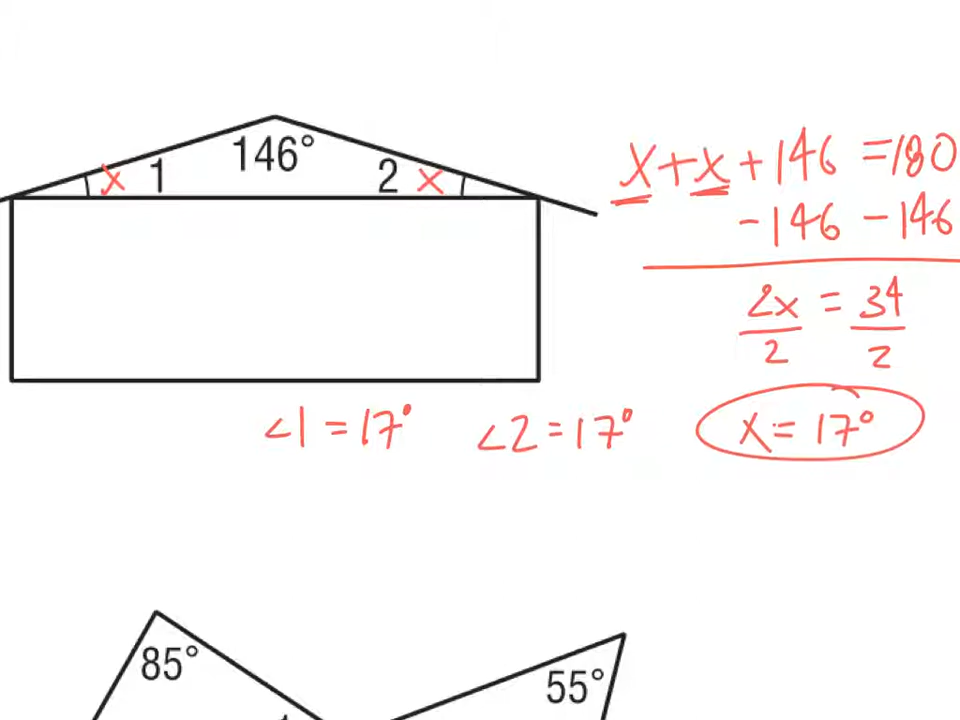 x + x + 146 = 180
146°
x 1
2 x
-146 -146
2x/2 = 34/2
∠1 = 17° ∠2 = 17° x = 17°
85°
55°